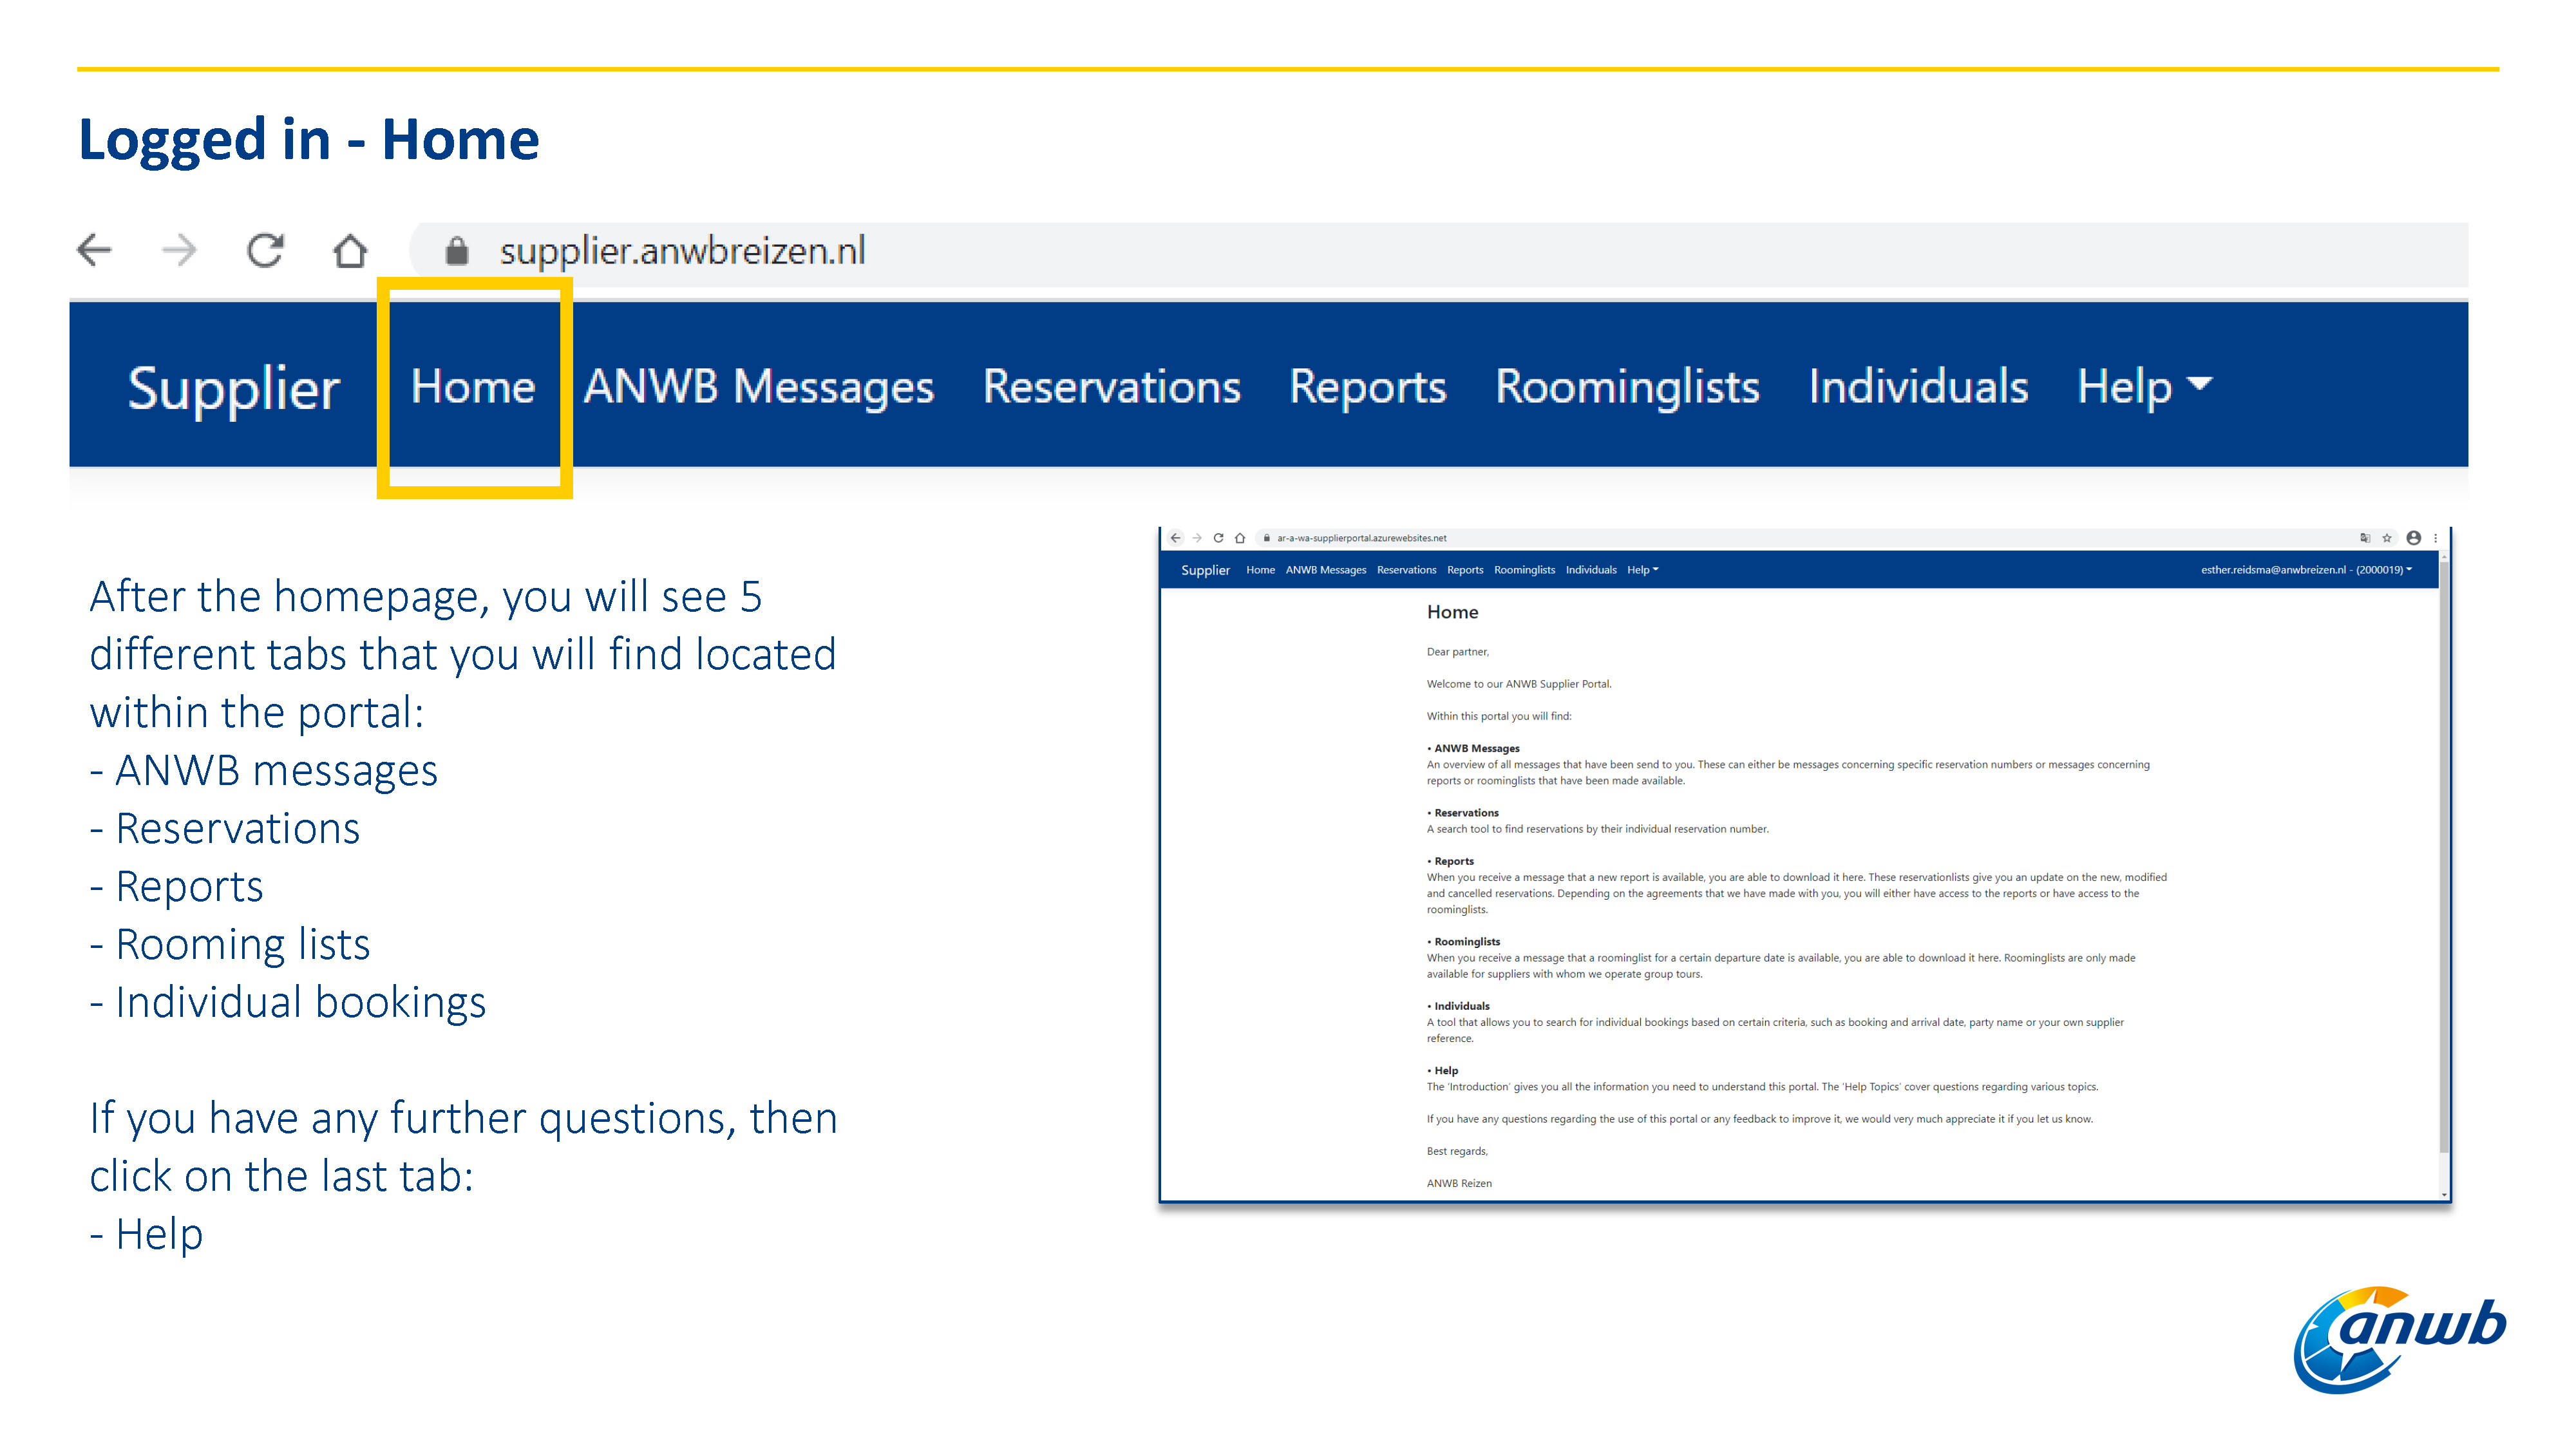 Logged in - Home
supplier.anwbreizen.nl
Supplier Home ANWB Messages Reservations Reports Roominglists Individuals Help
After the homepage, you will see 5
different tabs that you will find located
within the portal:
- ANWB messages
- Reservations
- Reports
- Rooming lists
- Individual bookings
If you have any further questions, then
click on the last tab:
- Help
ar-a-wa-supplierportal.azurewebsites.net
Supplier Home ANWB Messages Reservations Reports Roominglists Individuals Help esther.reidsma@anwbreizen.nl - (2000019)
Home
Dear partner,
Welcome to our ANWB Supplier Portal.
Within this portal you will find:
• ANWB Messages
An overview of all messages that have been send to you. These can either be messages concerning specific reservation numbers or messages concerning
reports or roominglists that have been made available.
• Reservations
A search tool to find reservations by their individual reservation number.
• Reports
When you receive a message that a new report is available, you are able to download it here. These reservationlists give you an update on the new, modified
and cancelled reservations. Depending on the agreements that we have made with you, you will either have access to the reports or have access to the
roominglists.
• Roominglists
When you receive a message that a roominglist for a certain departure date is available, you are able to download it here. Roominglists are only made
available for suppliers with whom we operate group tours.
• Individuals
A tool that allows you to search for individual bookings based on certain criteria, such as booking and arrival date, party name or your own supplier
reference.
• Help
The 'Introduction' gives you all the information you need to understand this portal. The 'Help Topics' cover questions regarding various topics.
If you have any questions regarding the use of this portal or any feedback to improve it, we would very much appreciate it if you let us know.
Best regards,
ANWB Reizen
anwb